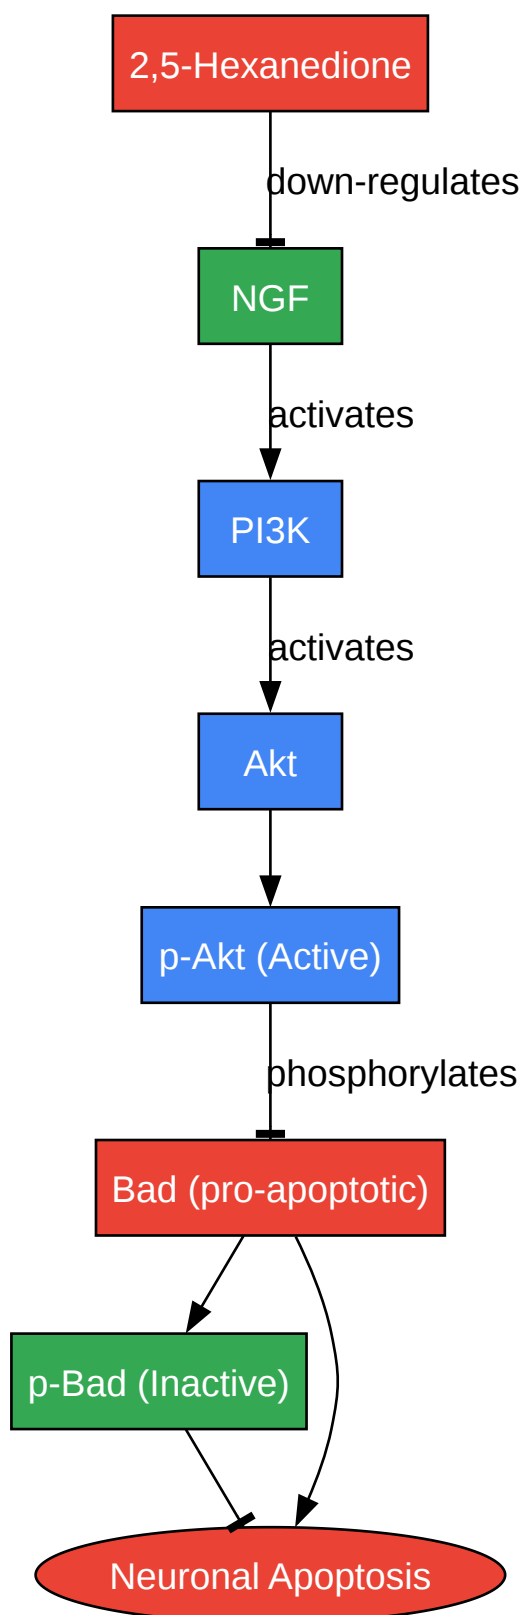 2,5-Hexanedione
down-regulates
NGF
activates
PI3K
activates
Akt
p-Akt (Active)
phosphorylates
Bad (pro-apoptotic)
p-Bad (Inactive)
Neuronal Apoptosis